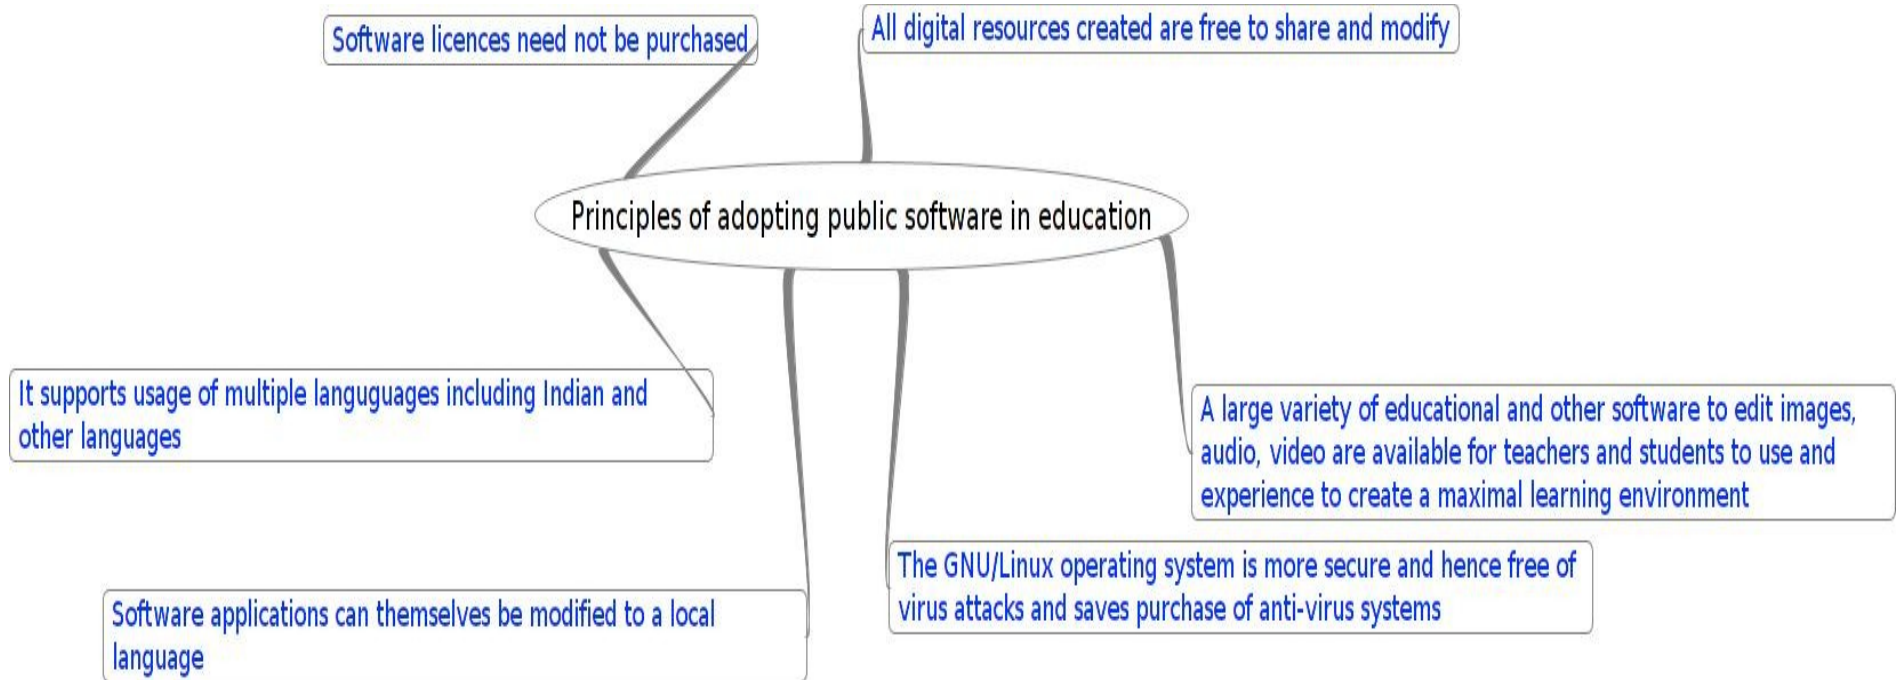 Software licences need not be purchased
All digital resources created are free to share and modify
Principles of adopting public software in education
It supports usage of multiple languguages including Indian and
other languages
A large variety of educational and other software to edit images,
audio, video are available for teachers and students to use and
experience to create a maximal learning environment
The GNU/Linux operating system is more secure and hence free of
virus attacks and saves purchase of anti-virus systems
Software applications can themselves be modified to a local
language